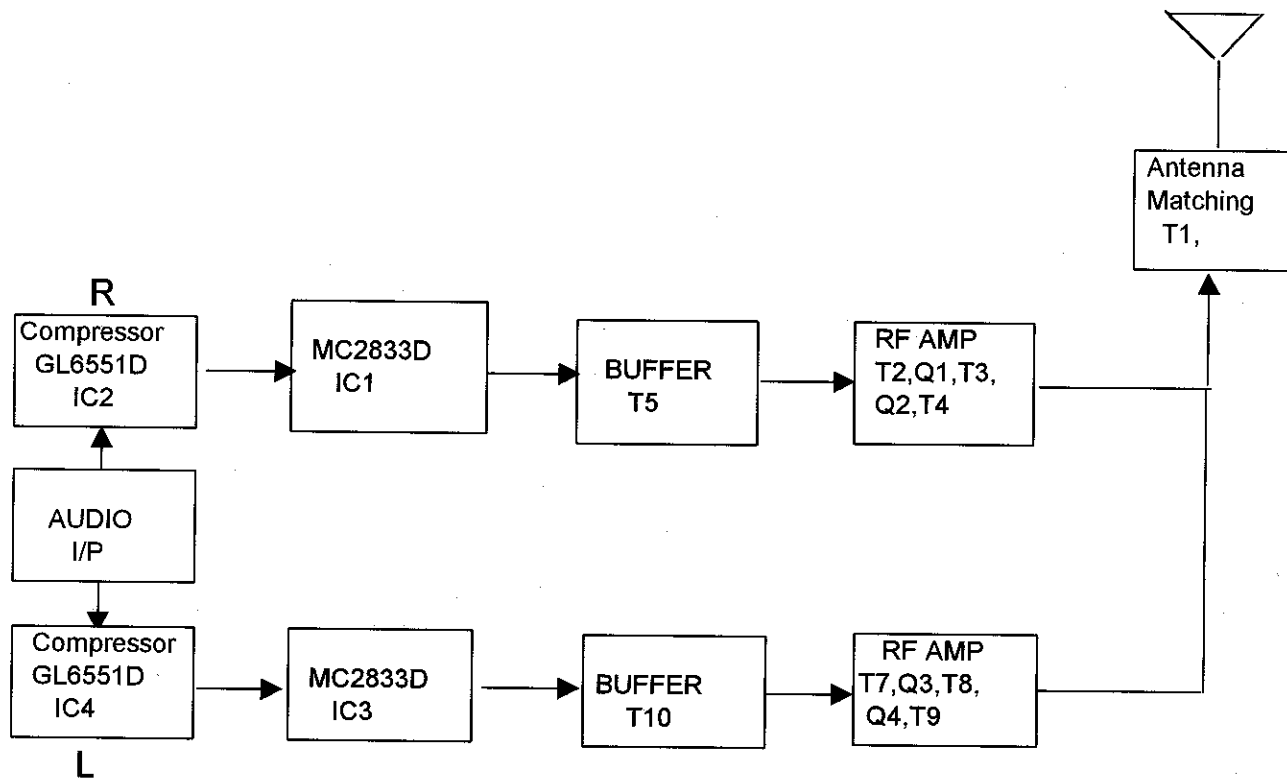 Antenna
Matching
T1,
R
Compressor
GL6551D
IC2
MC2833D
IC1
BUFFER
T5
RF AMP
T2,Q1,T3,
Q2,T4
AUDIO
I/P
Compressor
GL6551D
IC4
MC2833D
IC3
BUFFER
T10
RF AMP
T7,Q3,T8,
Q4,T9
L